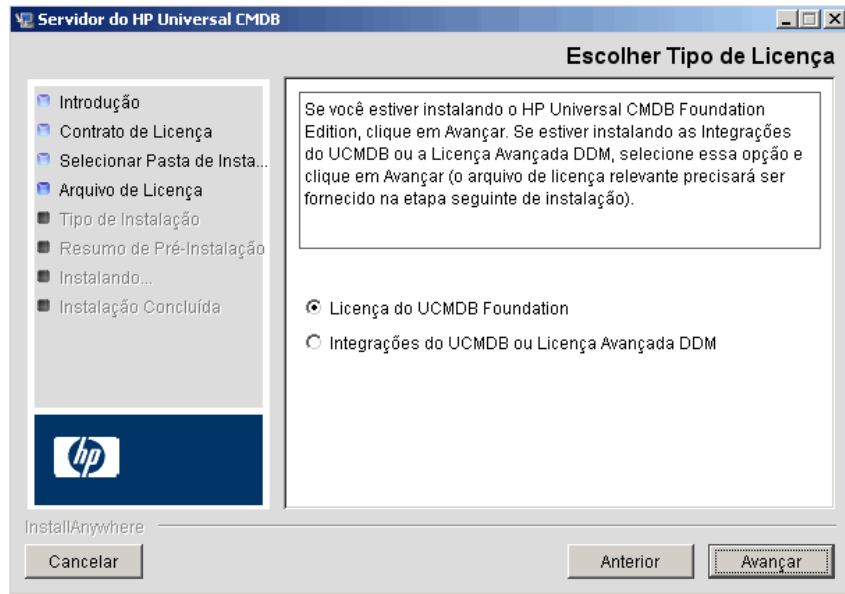 Servidor do HP Universal CMDB
Escolher Tipo de Licença
Introdução
Contrato de Licença
Selecionar Pasta de Insta...
Arquivo de Licença
Tipo de Instalação
Resumo de Pré-Instalação
Instalando...
Instalação Concluída
Se você estiver instalando o HP Universal CMDB Foundation
Edition, clique em Avançar. Se estiver instalando as Integrações
do UCMDB ou a Licença Avançada DDM, selecione essa opção e
clique em Avançar (o arquivo de licença relevante precisará ser
fornecido na etapa seguinte de instalação).
Licença do UCMDB Foundation
Integrações do UCMDB ou Licença Avançada DDM
hp
InstallAnywhere
Cancelar
Anterior
Avançar